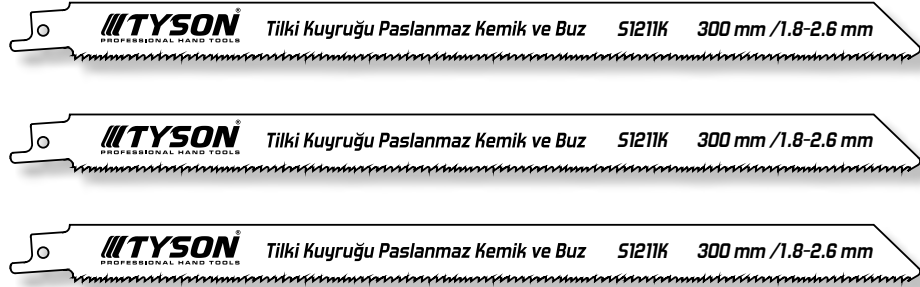 TYSON® Tilki Kuyruğu Paslanmaz Kemik ve Buz S1211K 300 mm /1.8-2.6 mm
PROFESSIONAL HAND TOOLS
TYSON® Tilki Kuyruğu Paslanmaz Kemik ve Buz S1211K 300 mm /1.8-2.6 mm
PROFESSIONAL HAND TOOLS
TYSON® Tilki Kuyruğu Paslanmaz Kemik ve Buz S1211K 300 mm /1.8-2.6 mm
PROFESSIONAL HAND TOOLS